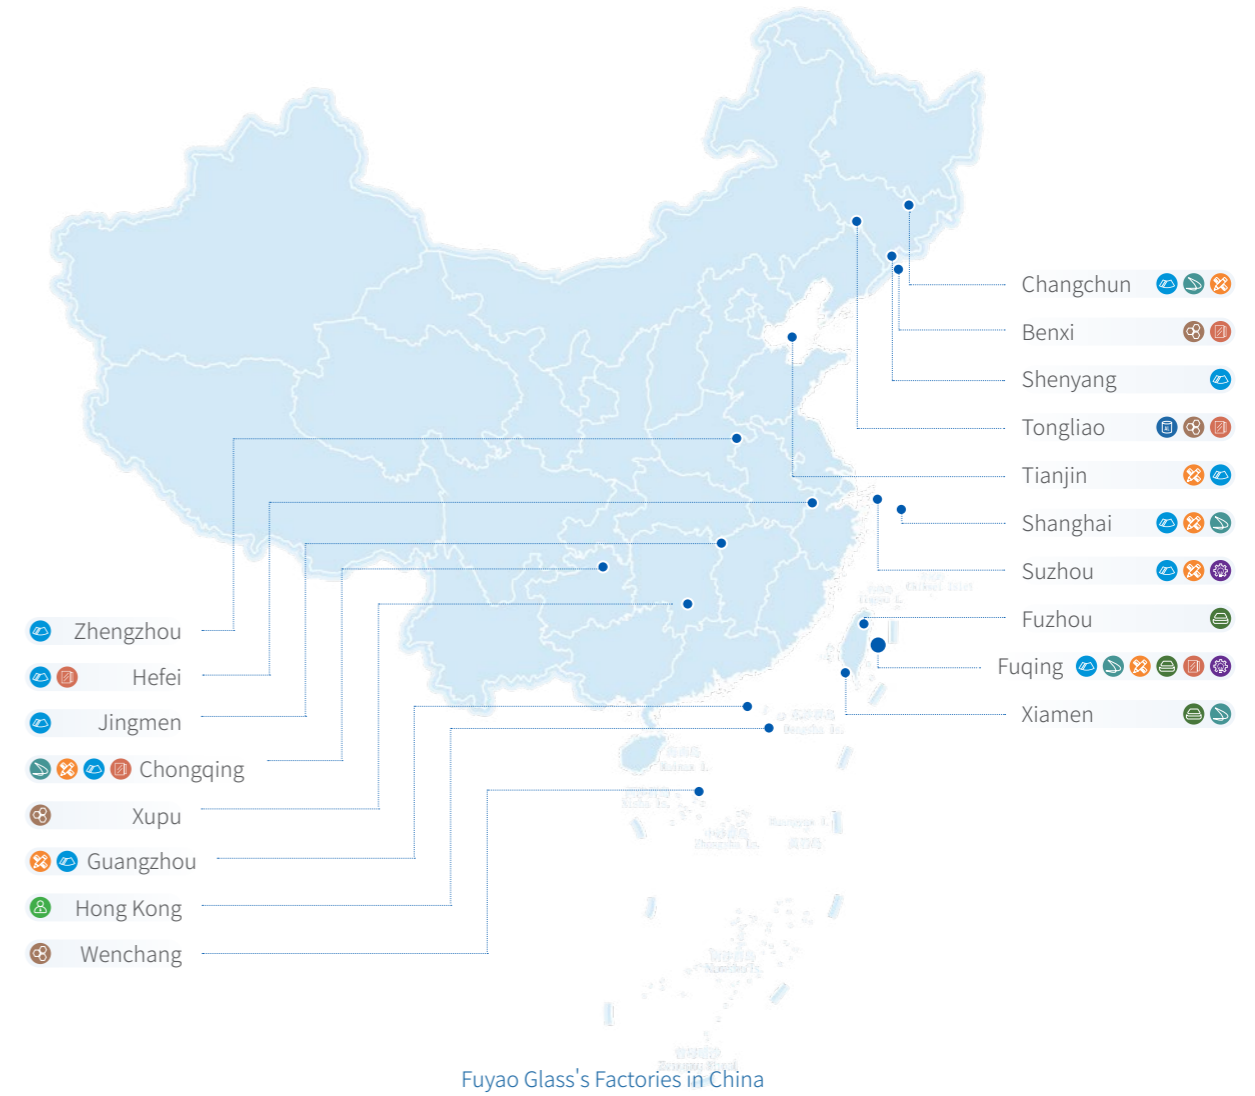 Changchun
Benxi
Shenyang
Tongliao
Tianjin
Shanghai
Suzhou
Fuzhou
Fuqing
Xiamen
Zhengzhou
Hefei
Jingmen
Chongqing
Xupu
Guangzhou
Hong Kong
Wenchang
Fuyao Glass's Factories in China